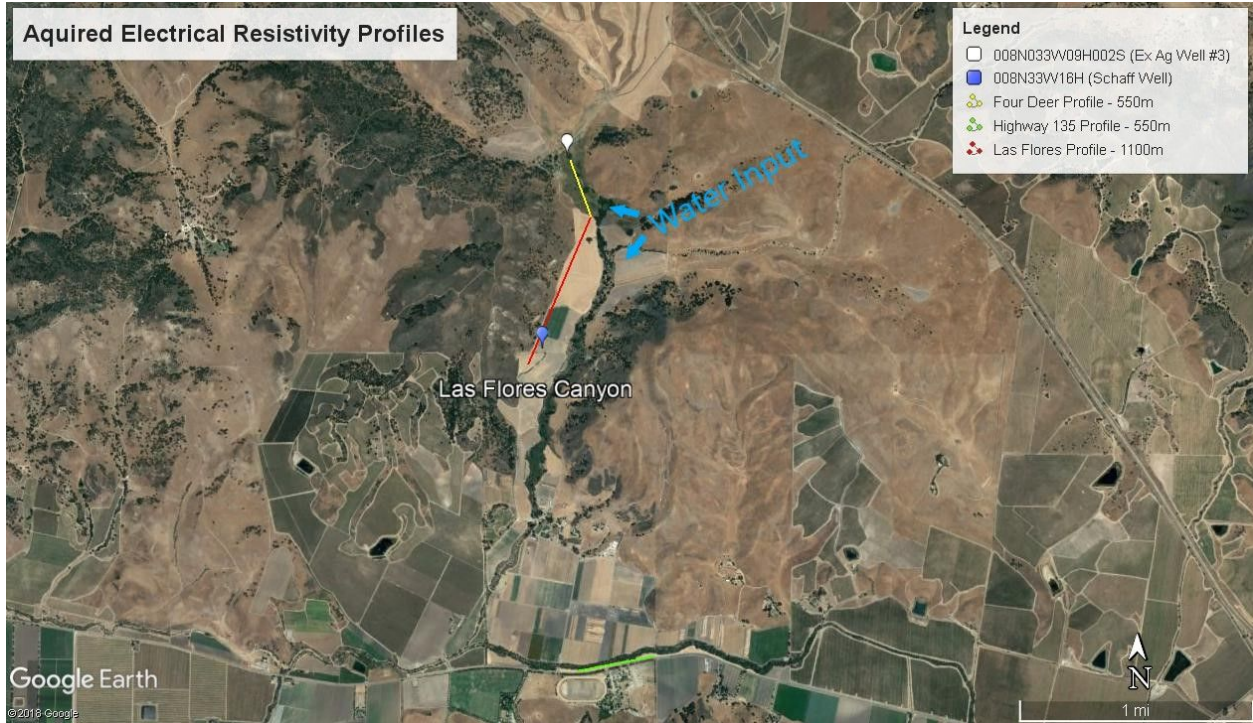 Aquired Electrical Resistivity Profiles
Legend
008N033W09H002S (Ex Ag Well #3)
008N33W16H (Schaff Well)
Four Deer Profile - 550m
Highway 135 Profile - 550m
Las Flores Profile - 1100m
Water Input
Las Flores Canyon
Google Earth
©2018 Google
N
1 mi